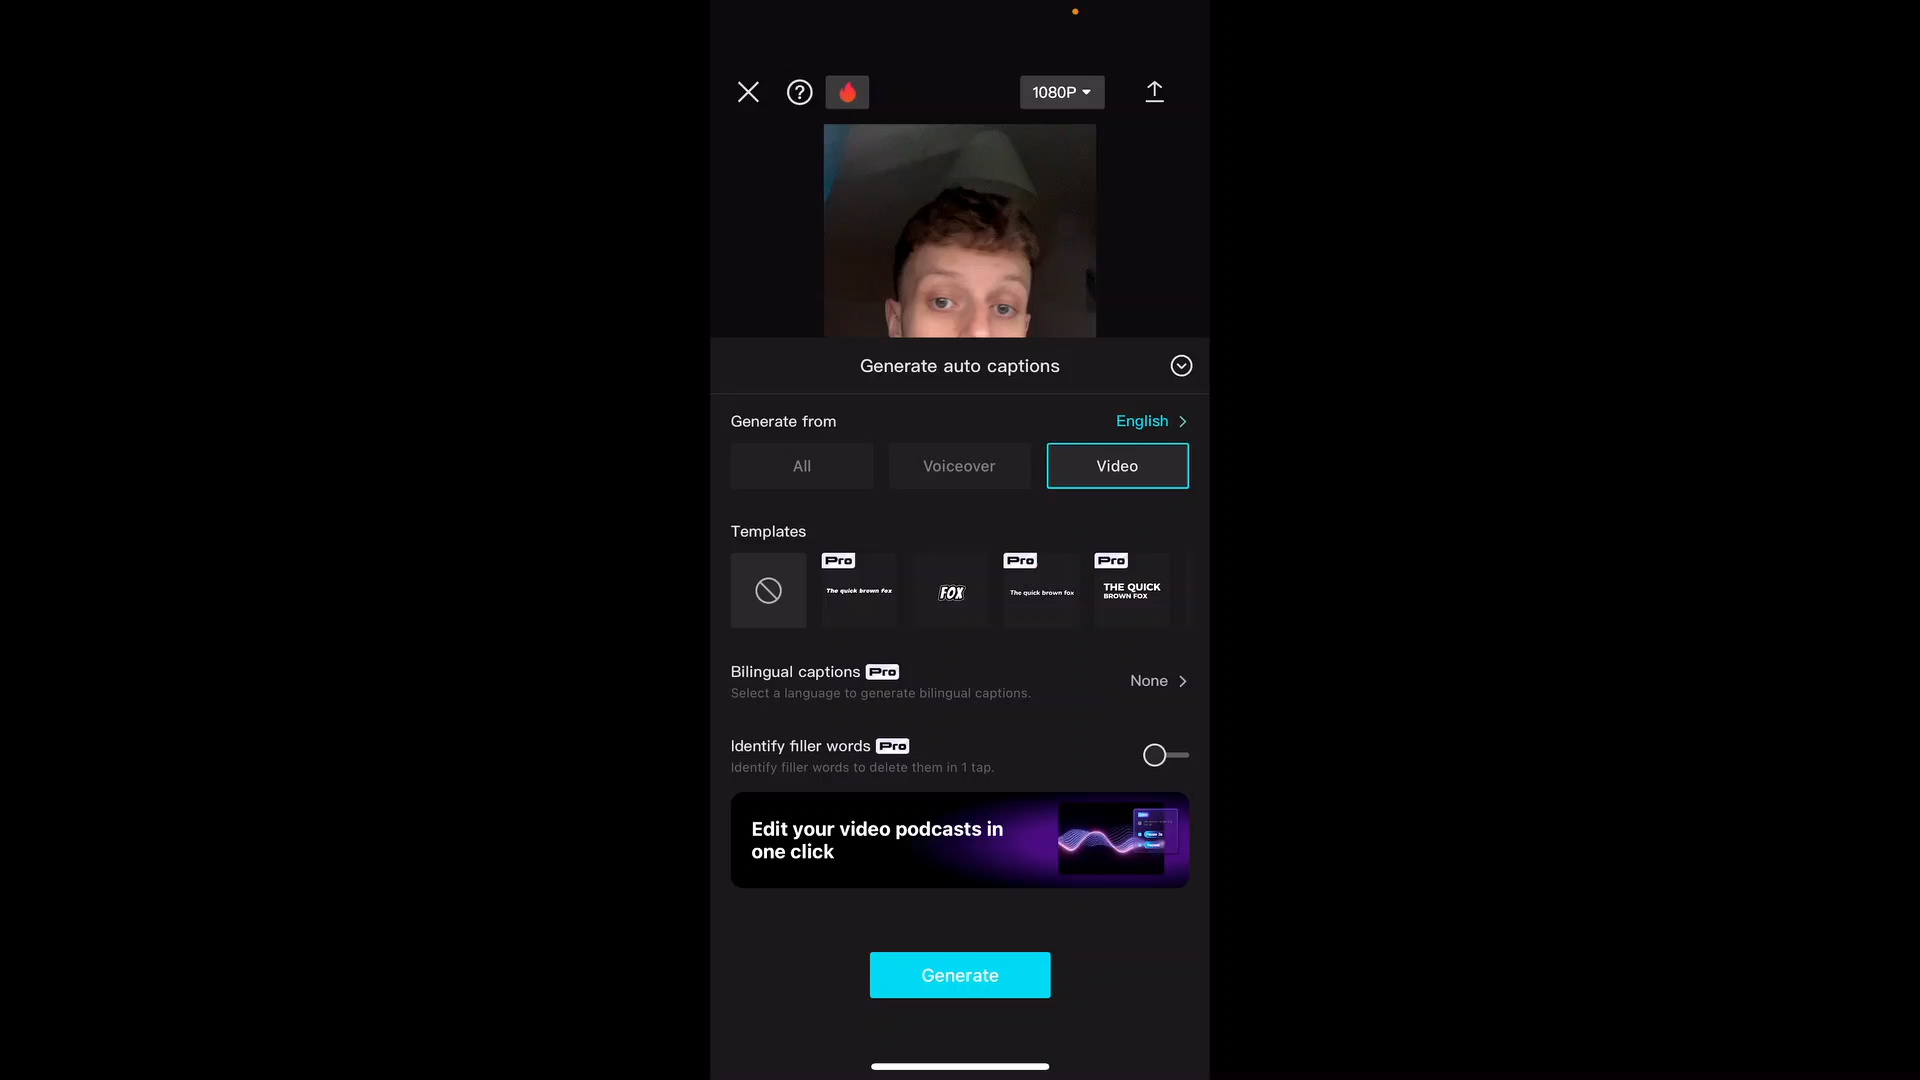 1080P
Generate auto captions
Generate from
English
All
Voiceover
Video
Templates
Pro
Pro
Pro
The quick brown fox
FOX
The quick brown fox
THE QUICK
BROWN FOX
Bilingual captions Pro
Select a language to generate bilingual captions.
None
Identify filler words Pro
Identify filler words to delete them in 1 tap.
Edit your video podcasts in
one click
Generate